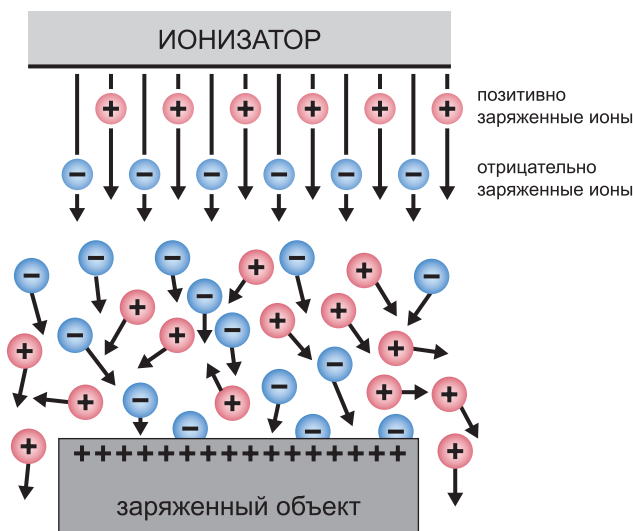 ИОНИЗАТОР
позитивно
заряженные ионы
отрицательно
заряженные ионы
заряженный объект